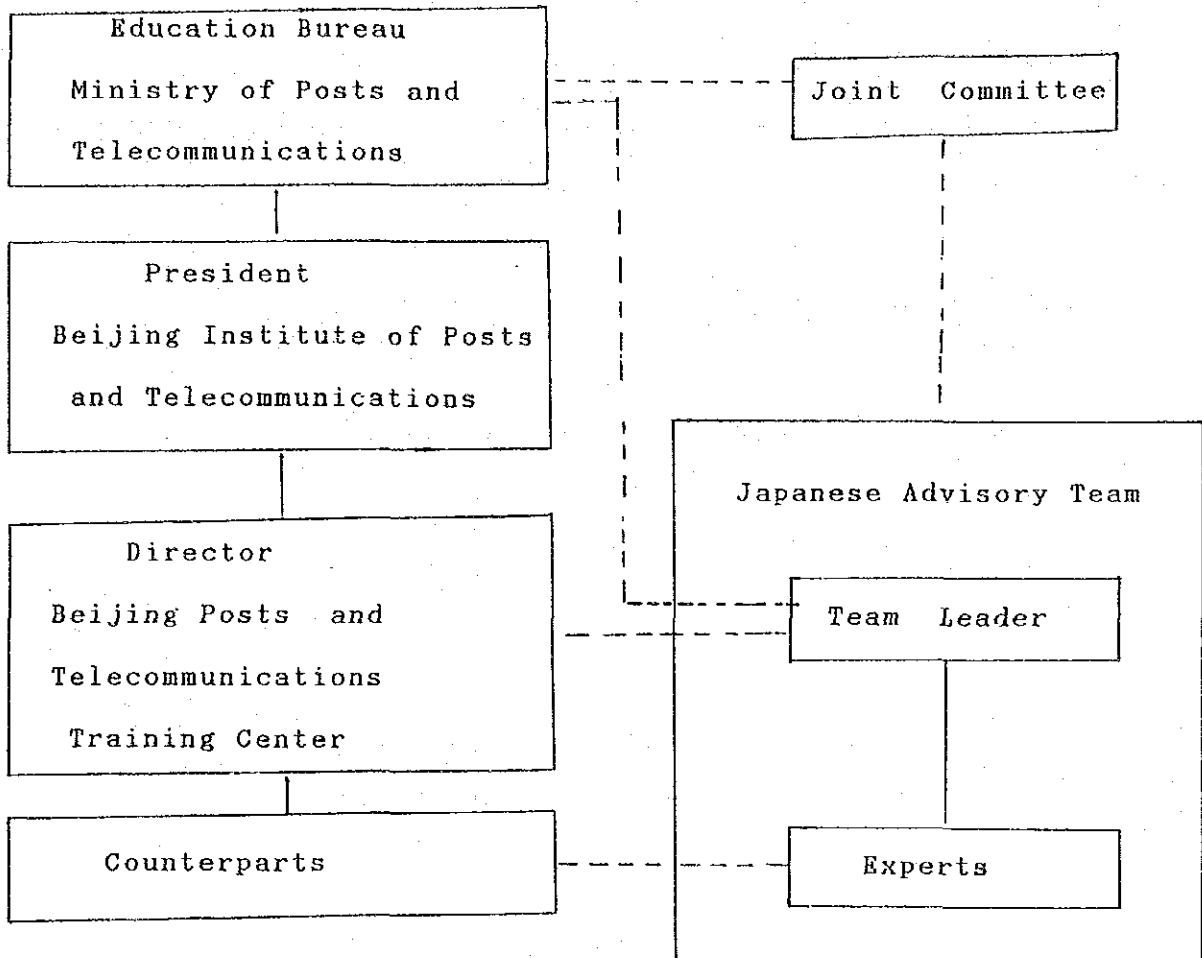 Education Bureau
Ministry of Posts and
Telecommunications
Joint Committee
President
Beijing Institute of Posts
and Telecommunications
Japanese Advisory Team
Director
Beijing Posts and
Telecommunications
Training Center
Team Leader
Counterparts
Experts